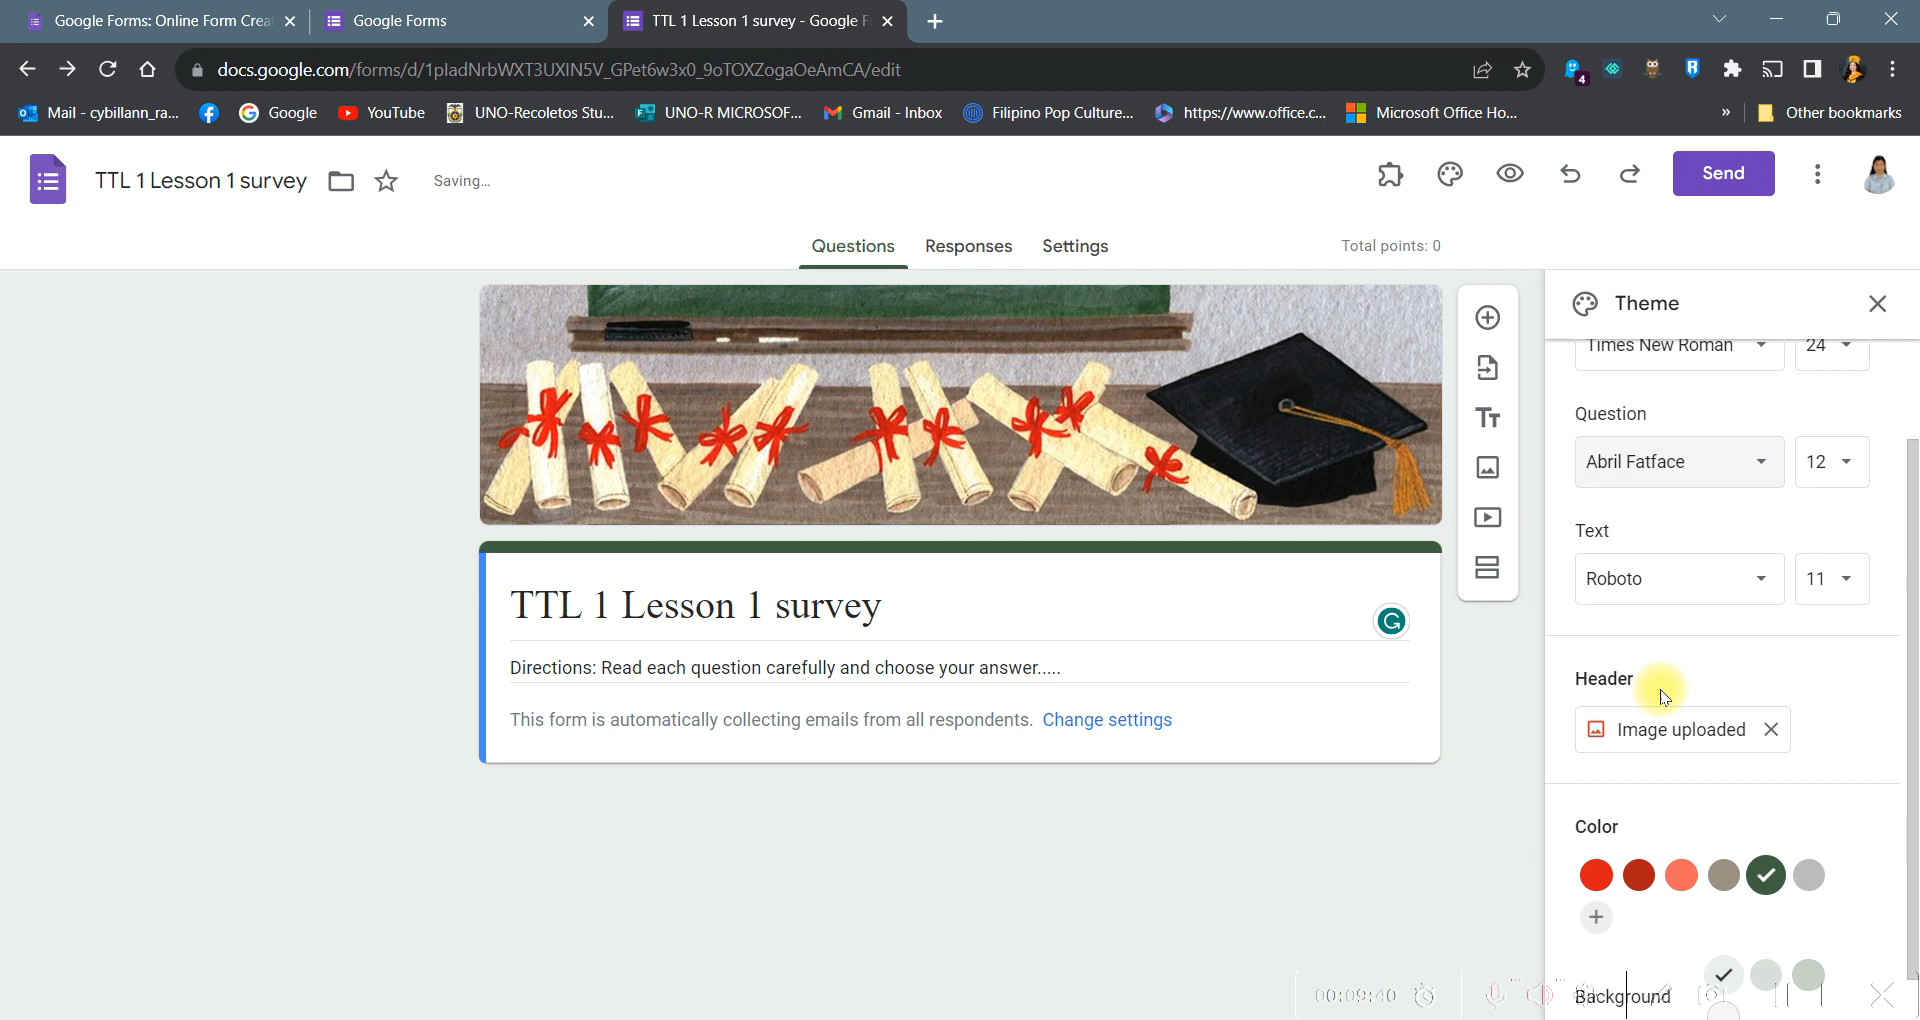 Google Forms: Online Form Crea
Google Forms
TTL 1 Lesson 1 survey - Google F
docs.google.com/forms/d/1pladNrbWXT3UXIN5V_GPet6w3x0_9oTOXZogaOeAmCA/edit
4
Mail - cybillann_ra...
Google
YouTube
UNO-Recoletos Stu...
UNO-R MICROSOF...
Gmail - Inbox
Filipino Pop Culture...
https://www.office.c...
Microsoft Office Ho...
»
Other bookmarks
TTL 1 Lesson 1 survey
Saving...
Send
Questions
Responses
Settings
Total points: 0
Theme
Times New Roman
24
Question
Abril Fatface
12
Text
Roboto
11
TTL 1 Lesson 1 survey
Directions: Read each question carefully and choose your answer.....
This form is automatically collecting emails from all respondents. Change settings
Header
Image uploaded
Color
Background
00:09:40